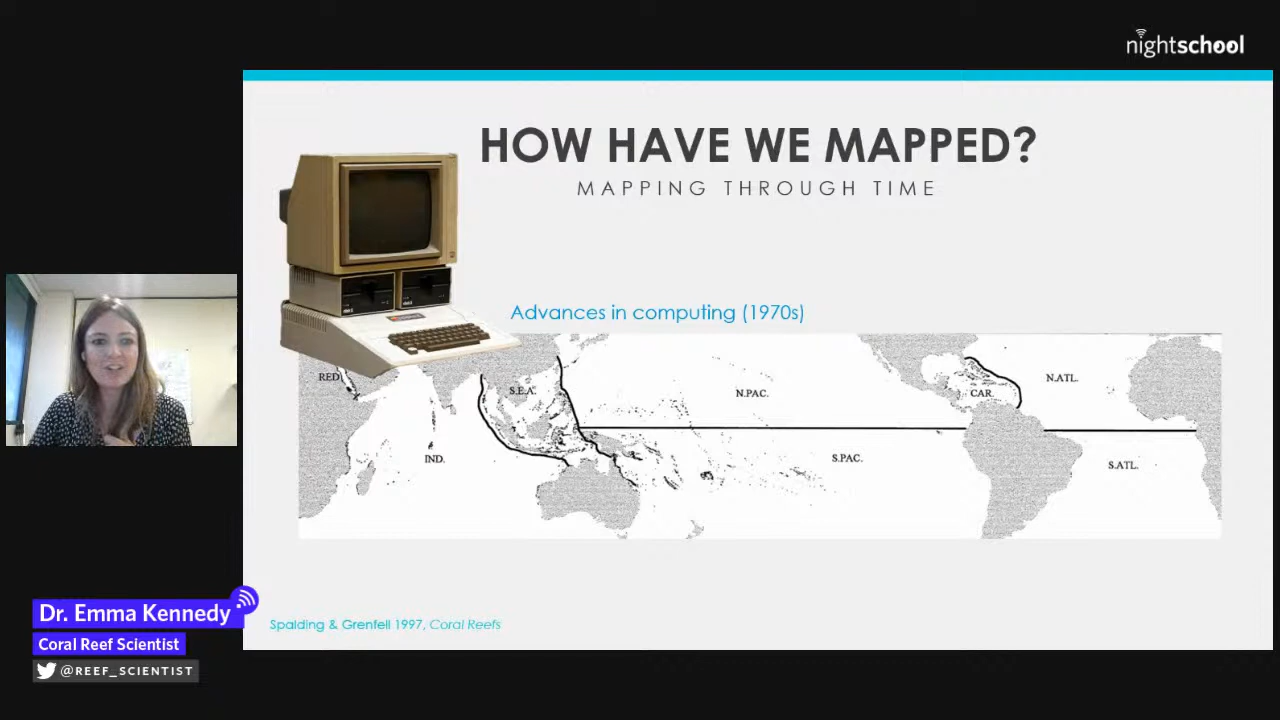 nightschool
HOW HAVE WE MAPPED?
MAPPING THROUGH TIME
Advances in computing (1970s)
RED
S.E.A.
N.PAC.
CAR.
N.ATL.
IND.
S.PAC.
S.ATL.
Dr. Emma Kennedy
Coral Reef Scientist
@REEF_SCIENTIST
Spalding & Grenfell 1997, Coral Reefs